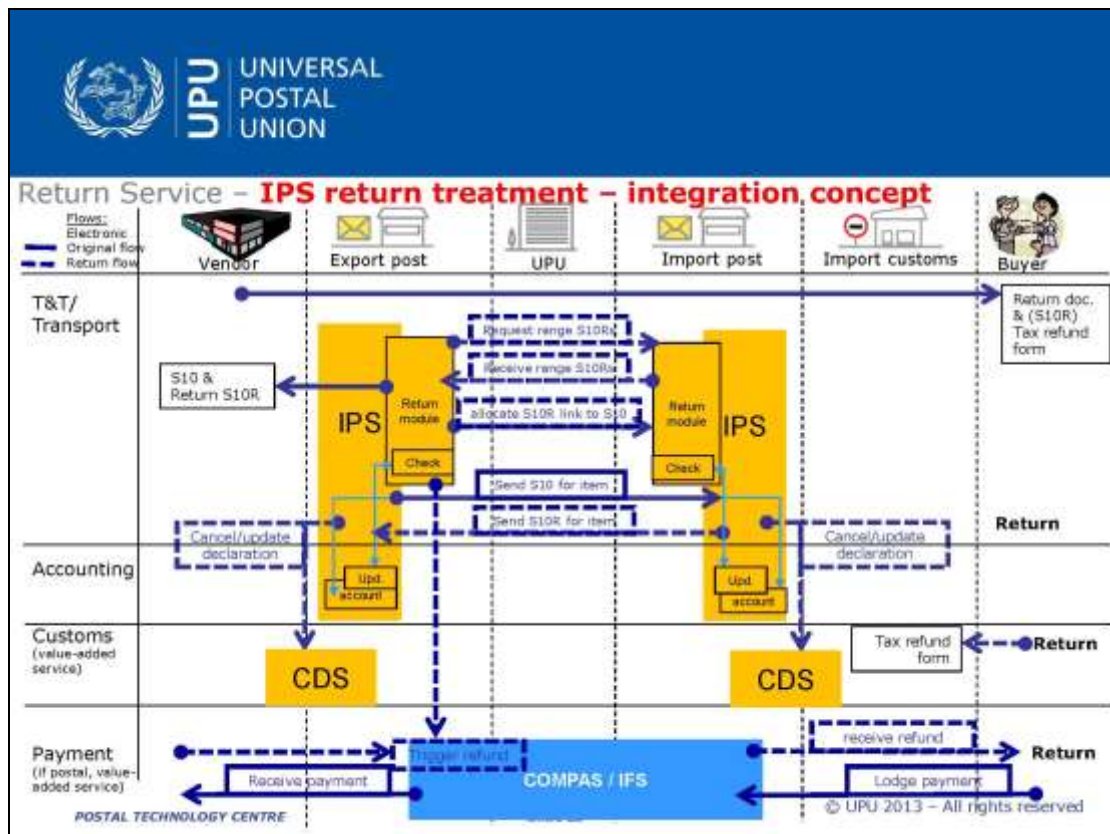 UPU
UNIVERSAL
POSTAL
UNION
Return Service – IPS return treatment – integration concept
Flows:
Electronic
Original flow
Return flow
Vendor
Export post
UPU
Import post
Import customs
Buyer
T&T/
Transport
Return doc.
& (S10R)
Tax refund
form
Request range S10Rs
Receive range S10Rs
S10 &
Return S10R
IPS
Return
module
allocate S10R link to S10
Return
module
IPS
Check
Check
Send S10 for item
Send S10R for item
Return
Cancel/update
declaration
Cancel/update
declaration
Accounting
Upd.
account
Upd.
account
Customs
(value-added
service)
Tax refund
form
Return
CDS
CDS
Payment
(if postal, value-
added service)
Trigger refund
receive refund
Return
Receive payment
COMPAS / IFS
Lodge payment
POSTAL TECHNOLOGY CENTRE
© UPU 2013 – All rights reserved